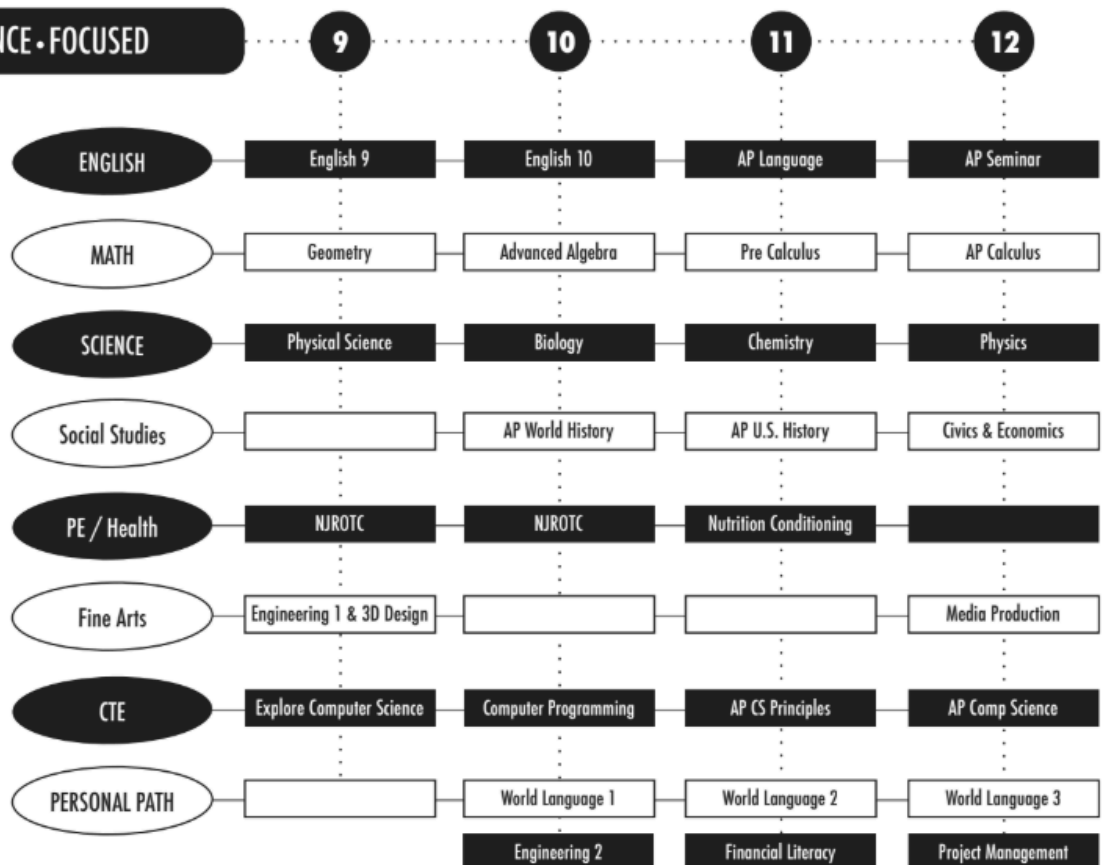 NCE • FOCUSED
9
10
11
12
ENGLISH
English 9
English 10
AP Language
AP Seminar
MATH
Geometry
Advanced Algebra
Pre Calculus
AP Calculus
SCIENCE
Physical Science
Biology
Chemistry
Physics
Social Studies
AP World History
AP U.S. History
Civics & Economics
PE / Health
NJROTC
NJROTC
Nutrition Conditioning
Fine Arts
Engineering 1 & 3D Design
Media Production
CTE
Explore Computer Science
Computer Programming
AP CS Principles
AP Comp Science
PERSONAL PATH
World Language 1
World Language 2
World Language 3
Engineering 2
Financial Literacy
Project Management